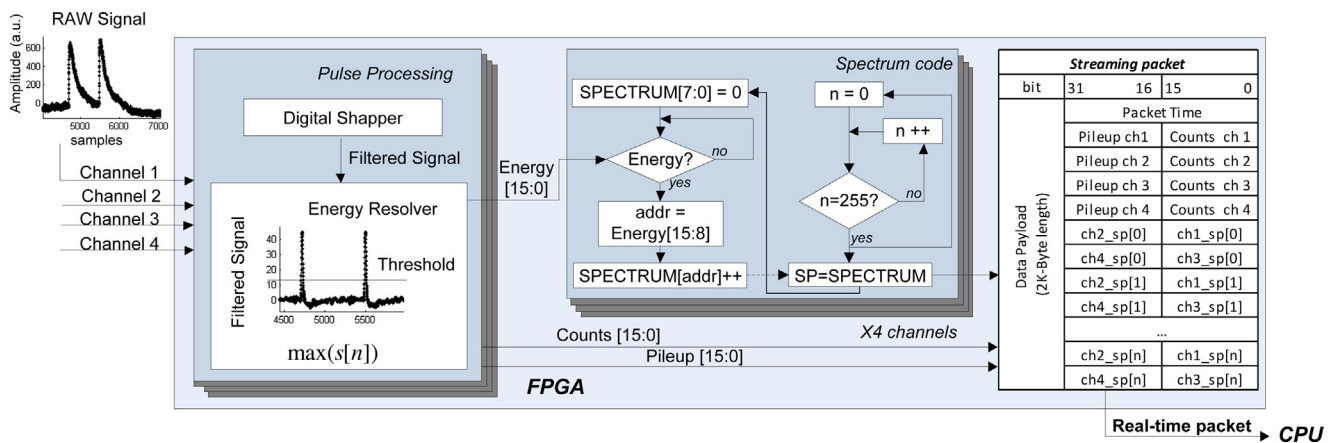 RAW Signal
Amplitude (a.u.)
600
400
200
0
5000 6000 7000
samples
Channel 1
Channel 2
Channel 3
Channel 4
Pulse Processing
Digital Shapper
Filtered Signal
Energy Resolver
Filtered Signal
40
30
20
10
0
4500 5000 5500
Threshold
max(s[n])
Energy
[15:0]
Counts [15:0]
Pileup [15:0]
FPGA
Spectrum code
SPECTRUM[7:0] = 0
Energy?
no
yes
addr =
Energy[15:8]
SPECTRUM[addr]++
n = 0
n ++
n=255?
no
yes
SP=SPECTRUM
X4 channels
Streaming packet
bit 31 16 15 0
Data Payload
(2K-Byte length)
Packet Time
Pileup ch1 Counts ch 1
Pileup ch 2 Counts ch 2
Pileup ch 3 Counts ch 3
Pileup ch 4 Counts ch 4
ch2_sp[0] ch1_sp[0]
ch4_sp[0] ch3_sp[0]
ch2_sp[1] ch1_sp[1]
ch4_sp[1] ch3_sp[1]
...
ch2_sp[n] ch1_sp[n]
ch4_sp[n] ch3_sp[n]
Real-time packet
CPU